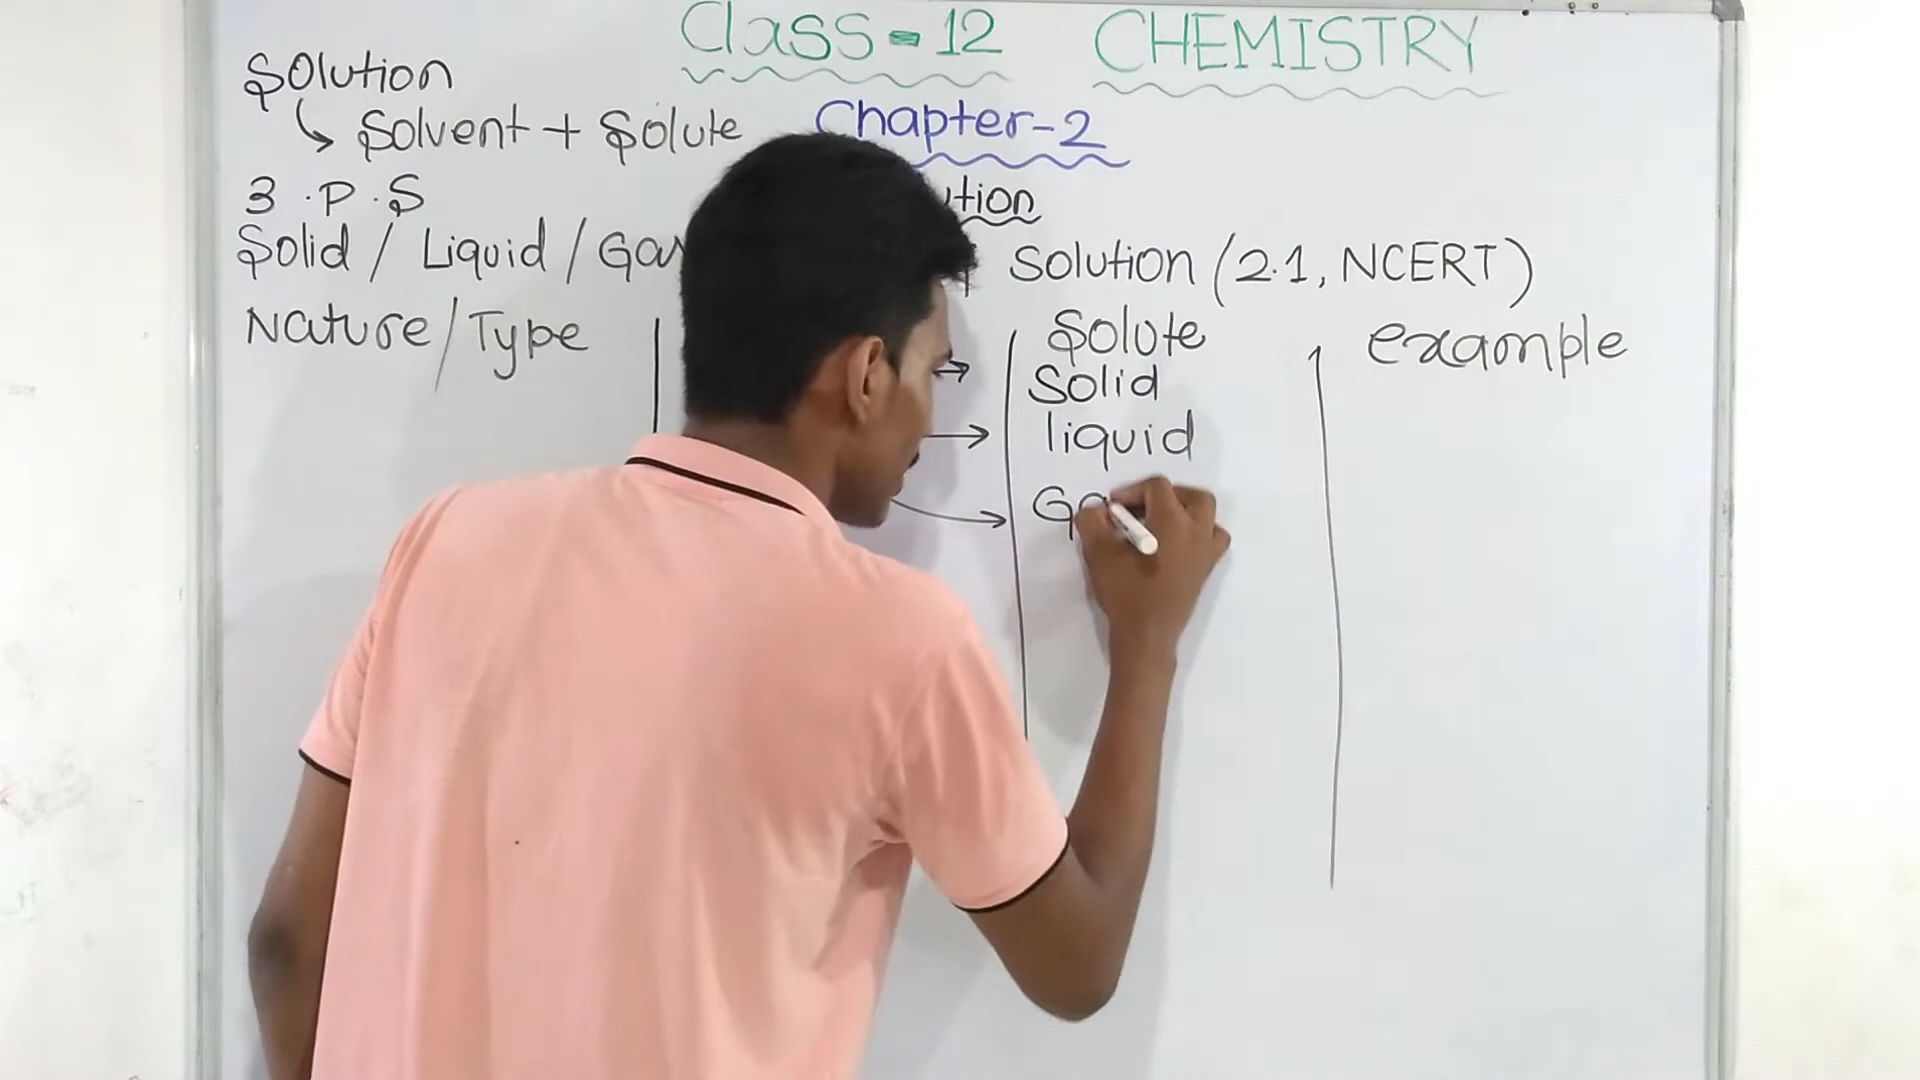 Class - 12 CHEMISTRY
Solution
Solvent + Solute
Chapter-2
3 . P . S
Solid / Liquid / Gas
Solution (2.1, NCERT)
Nature/Type
Solute
example
Solid
liquid